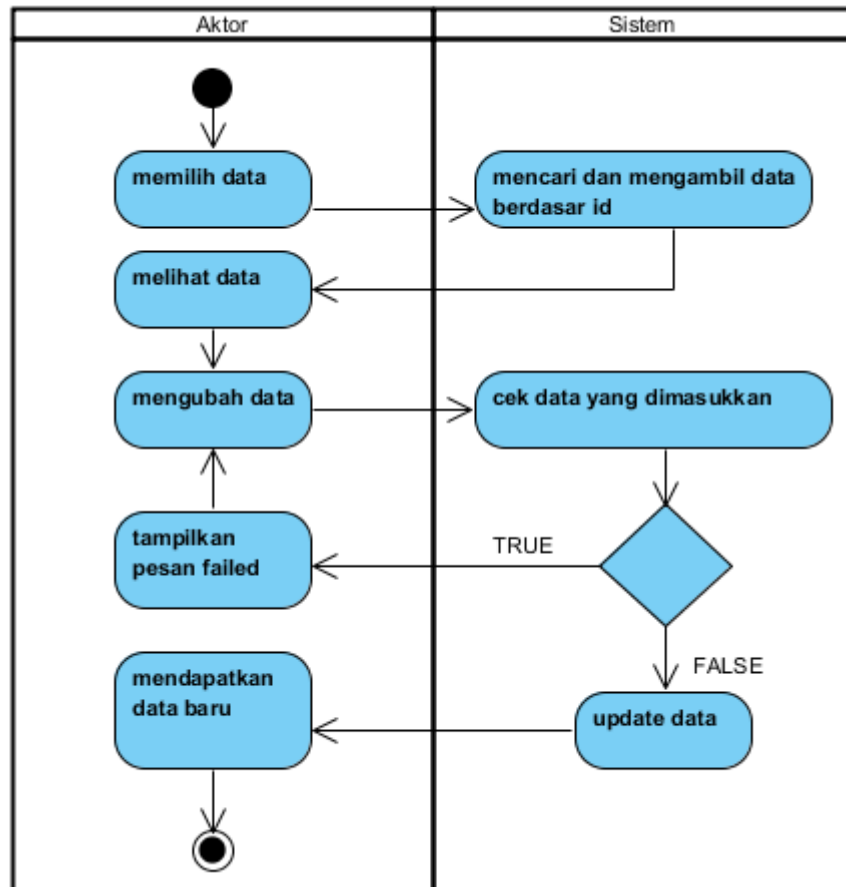 Aktor
Sistem
memilih data
mencari dan mengambil data
berdasar id
melihat data
mengubah data
cek data yang dimasukkan
tampilkan
pesan failed
TRUE
FALSE
mendapatkan
data baru
update data